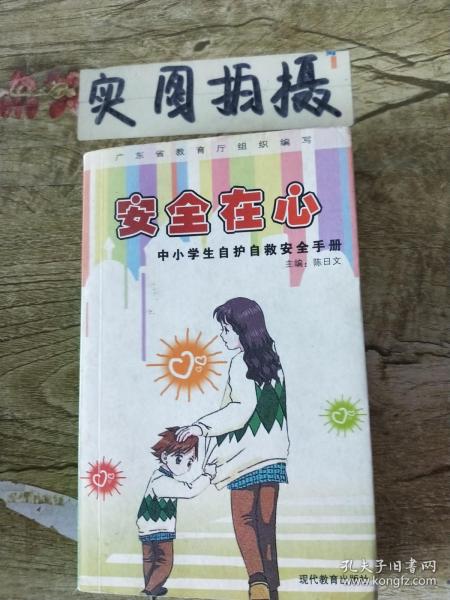 实图拍摄
广东省教育厅组织编写
安全在心
中小学生自护自救安全手册
主编：陈日文
现代教育出版社
孔夫子旧书网
kongfz.com